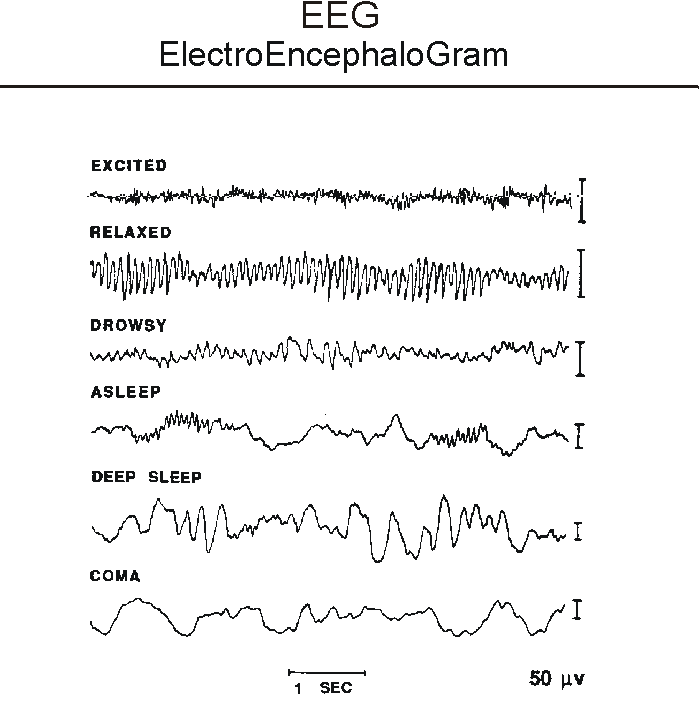 EEG
ElectroEncephaloGram
EXCITED
RELAXED
DROWSY
ASLEEP
DEEP SLEEP
COMA
1 SEC
50 μv